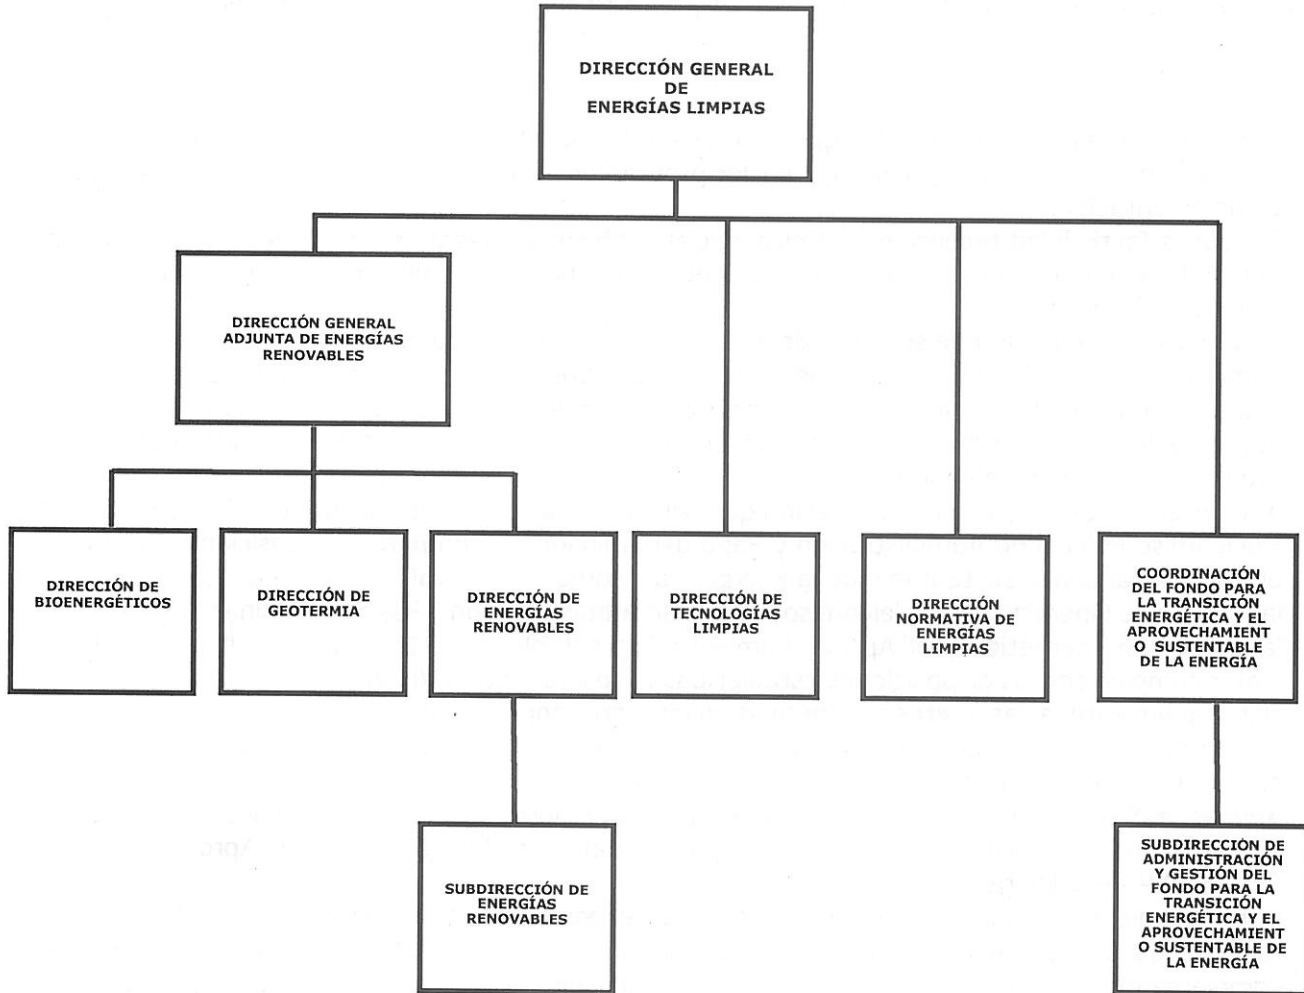 DIRECCIÓN GENERAL
DE
ENERGÍAS LIMPIAS
DIRECCIÓN GENERAL
ADJUNTA DE ENERGÍAS
RENOVABLES
DIRECCIÓN DE
BIOENERGÉTICOS
DIRECCIÓN DE
GEOTERMIA
DIRECCIÓN DE
ENERGÍAS
RENOVABLES
DIRECCIÓN DE
TECNOLOGÍAS
LIMPIAS
DIRECCIÓN
NORMATIVA DE
ENERGÍAS
LIMPIAS
COORDINACIÓN
DEL FONDO PARA
LA TRANSICIÓN
ENERGÉTICA Y EL
APROVECHAMIENT
O SUSTENTABLE
DE LA ENERGÍA
SUBDIRECCIÓN DE
ENERGÍAS
RENOVABLES
SUBDIRECCIÓN DE
ADMINISTRACIÓN
Y GESTIÓN DEL
FONDO PARA LA
TRANSICIÓN
ENERGÉTICA Y EL
APROVECHAMIENT
O SUSTENTABLE DE
LA ENERGÍA